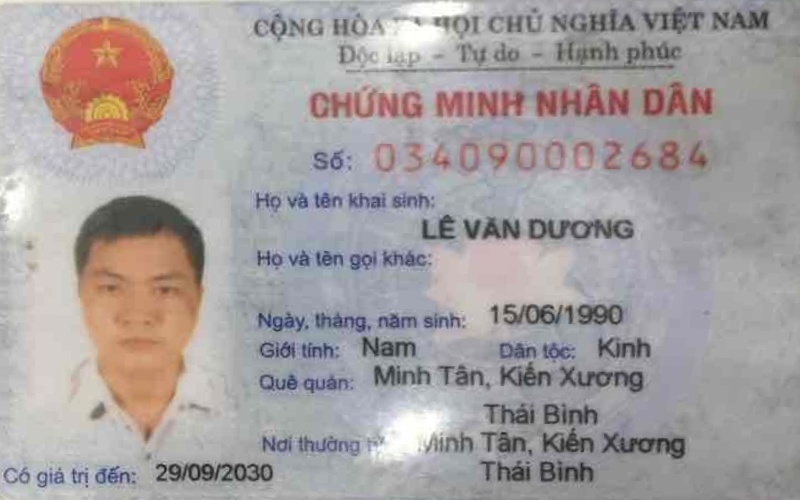 CỘNG HÒA HỘI CHỦ NGHĨA VIỆT NAM
Độc lập - Tự do - Hạnh phúc
CHỨNG MINH NHÂN DÂN
Số: 034090002684
Họ và tên khai sinh:
LÊ VĂN DƯƠNG
Họ và tên gọi khác:
Ngày, tháng, năm sinh: 15/06/1990
Giới tính: Nam Dân tộc: Kinh
Quê quán: Minh Tân, Kiến Xương
Thái Bình
Nơi thường Minh Tân, Kiến Xương
Thái Bình
Có giá trị đến: 29/09/2030